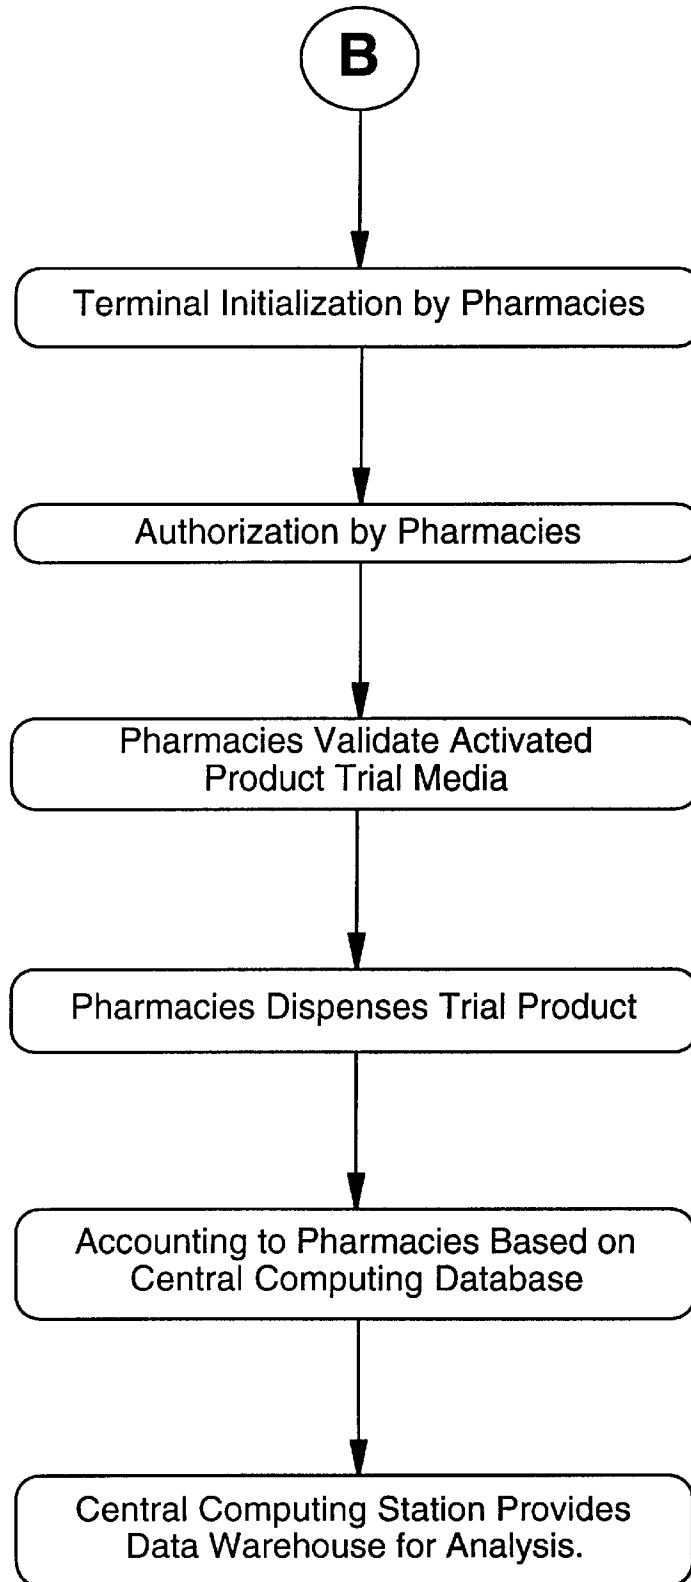 B
Terminal Initialization by Pharmacies
Authorization by Pharmacies
Pharmacies Validate Activated
Product Trial Media
Pharmacies Dispenses Trial Product
Accounting to Pharmacies Based on
Central Computing Database
Central Computing Station Provides
Data Warehouse for Analysis.